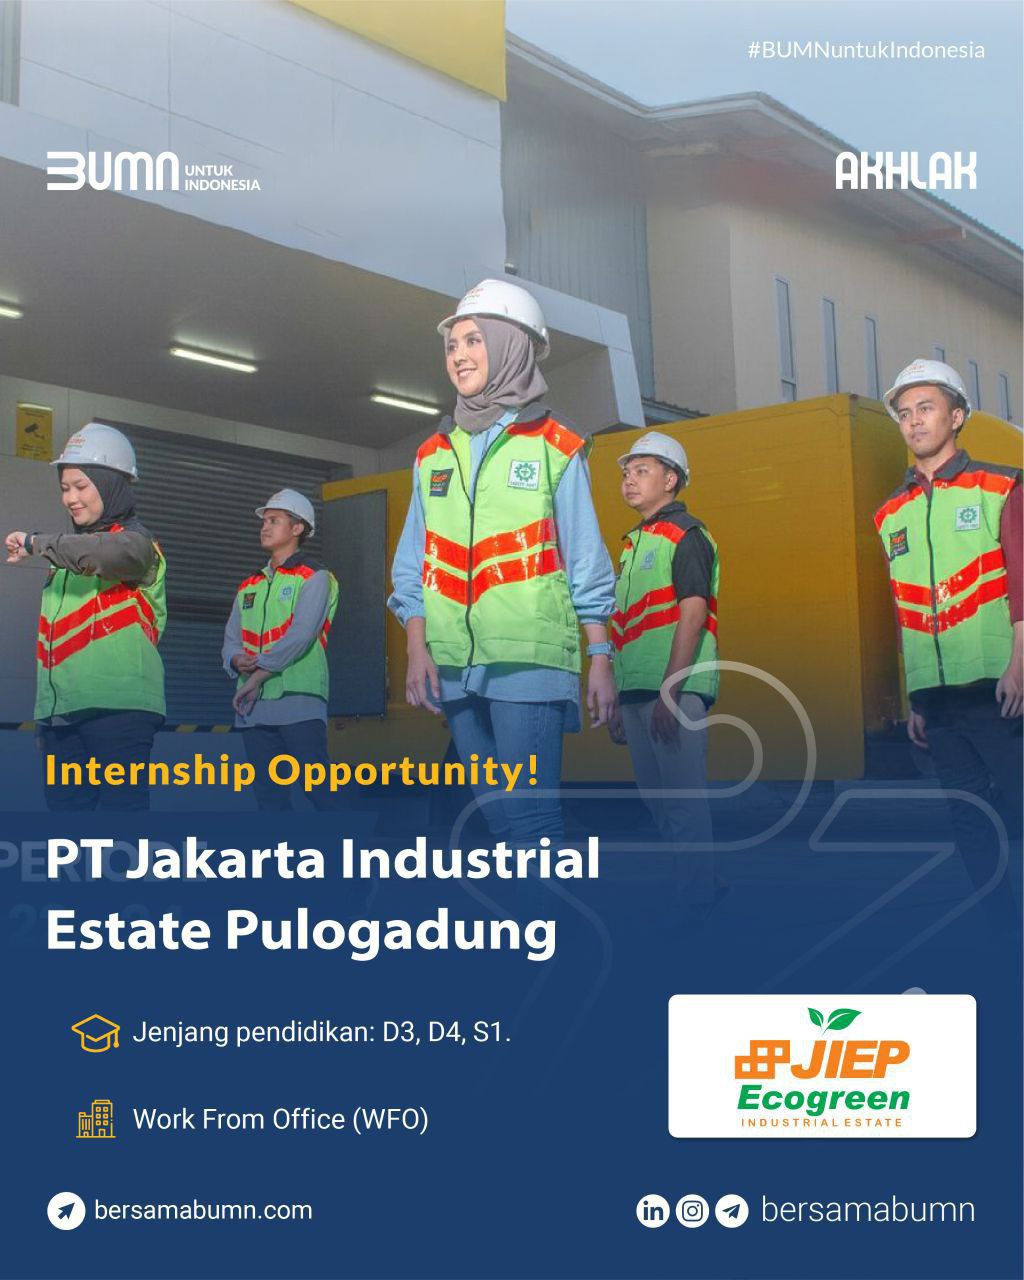 #BUMNuntukIndonesia
BUMN UNTUK
INDONESIA
AKHLAK
Internship Opportunity!
PERIODE
PT Jakarta Industrial
Estate Pulogadung
Jenjang pendidikan: D3, D4, S1.
Work From Office (WFO)
JIEP
Ecogreen
INDUSTRIAL ESTATE
bersamabumn.com
bersamabumn